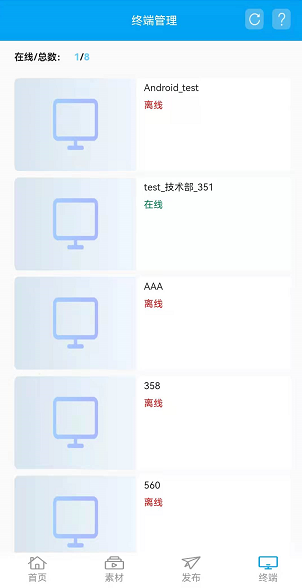 终端管理
在线/总数： 1/8
Android_test
离线
test_技术部_351
在线
AAA
离线
358
离线
560
离线
首页 素材 发布 终端